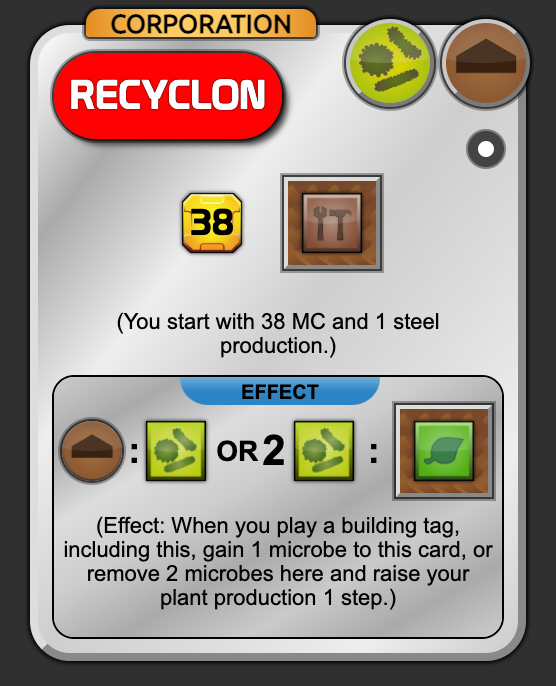 CORPORATION
RECYCLON
38
(You start with 38 MC and 1 steel
production.)
EFFECT
: OR 2 :
(Effect: When you play a building tag,
including this, gain 1 microbe to this card, or
remove 2 microbes here and raise your
plant production 1 step.)